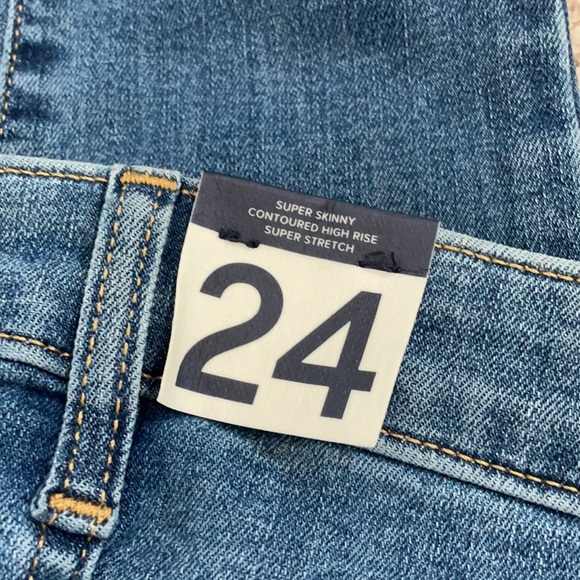 SUPER SKINNY
CONTOURED HIGH RISE
SUPER STRETCH
24